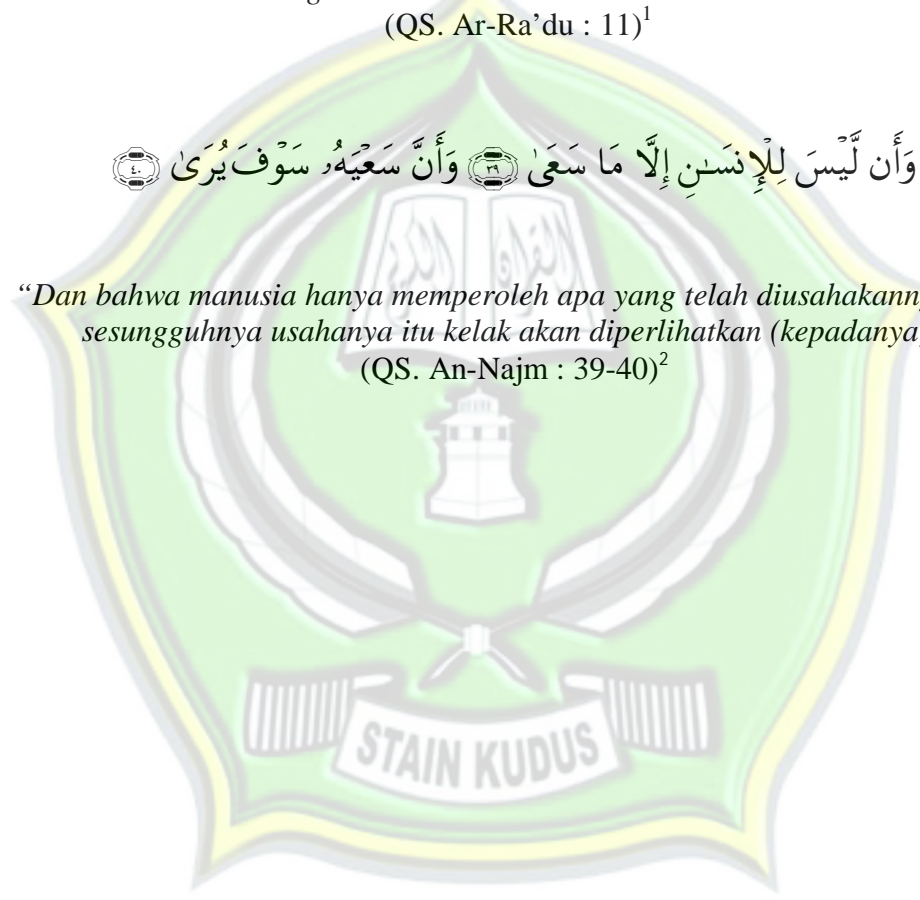 (QS. Ar-Ra’du : 11)1
وَأَن لَّيْسَ لِلْإِنسَـٰنِ إِلَّا مَا سَعَىٰ ۝٣٩ وَأَنَّ سَعْيَهُۥ سَوْفَ يُرَىٰ ۝٤٠
“Dan bahwa manusia hanya memperoleh apa yang telah
sesungguhnya usahanya itu kelak akan diperlihatkan (kepadanya
(QS. An-Najm : 39-40)2
STAIN KUDUS